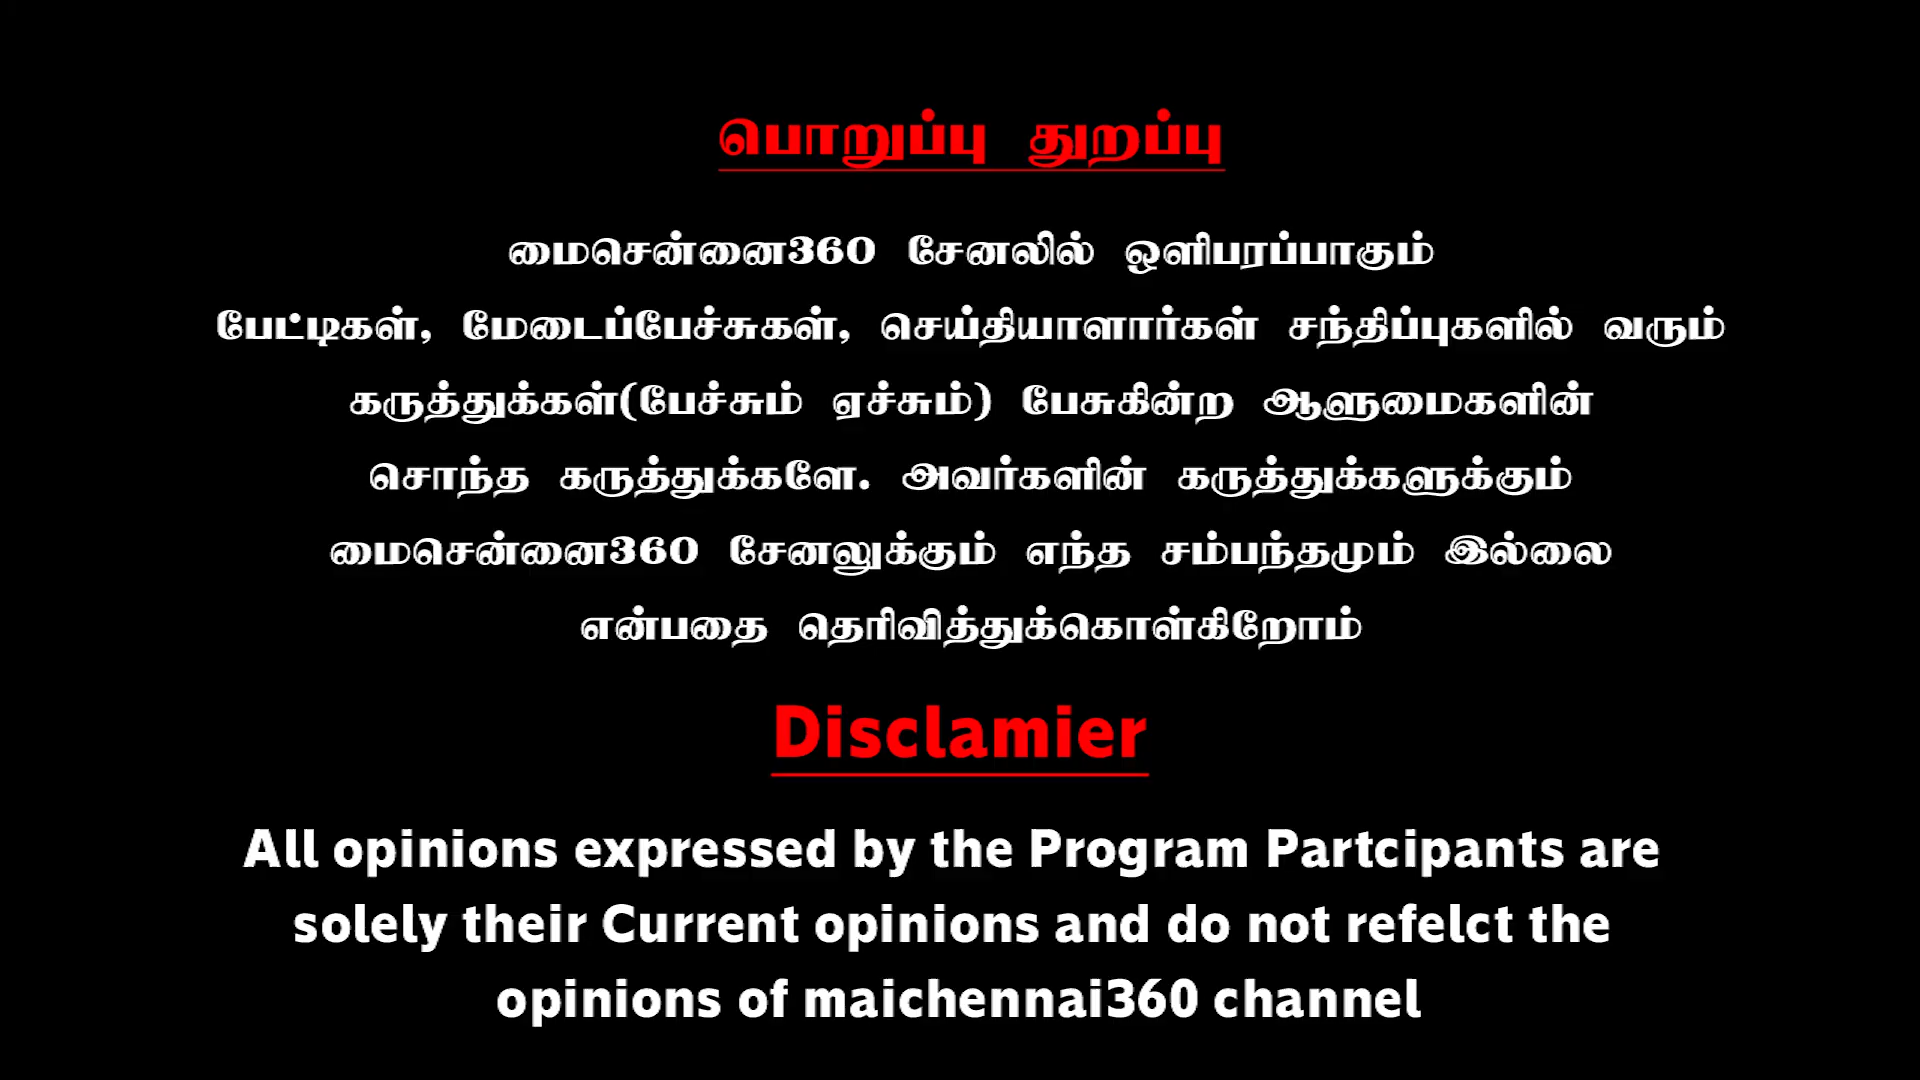 பொறுப்பு துறப்பு
மைசென்னை360 சேனலில் ஒளிபரப்பாகும்
பேட்டிகள், மேடைப்பேச்சுகள், செய்தியாளார்கள் சந்திப்புகளில் வரும்
கருத்துக்கள்(பேச்சும் ஏச்சும்) பேசுகின்ற ஆளுமைகளின்
சொந்த கருத்துக்களே. அவர்களின் கருத்துக்களுக்கும்
மைசென்னை360 சேனலுக்கும் எந்த சம்பந்தமும் இல்லை
என்பதை தெரிவித்துக்கொள்கிறோம்
Disclamier
All opinions expressed by the Program Partcipants are
solely their Current opinions and do not refelct the
opinions of maichennai360 channel